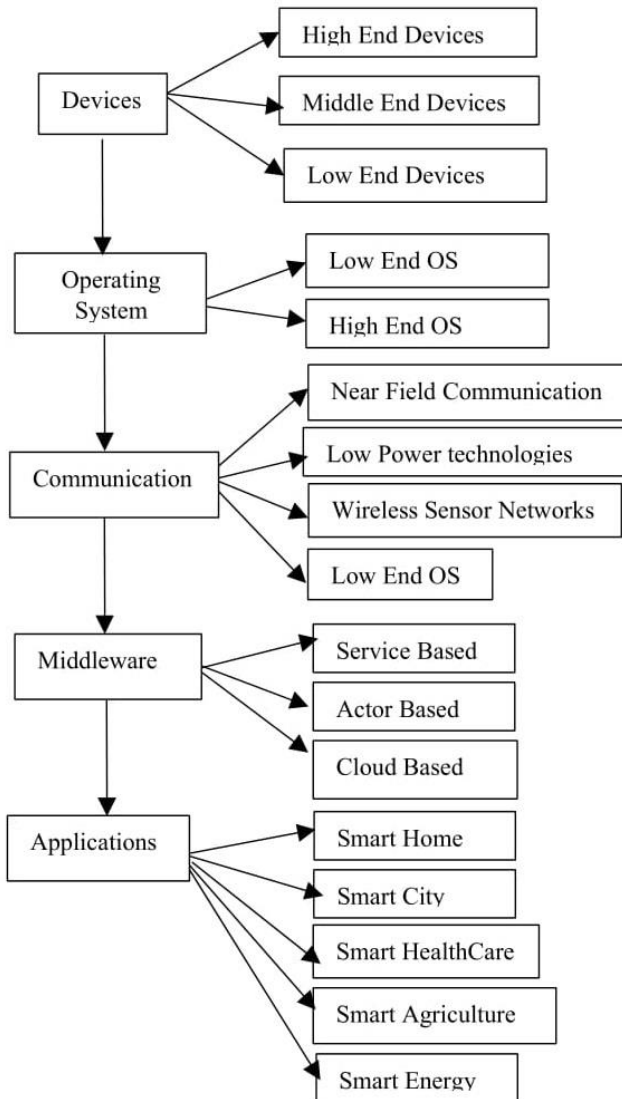 High End Devices
Devices
Middle End Devices
Low End Devices
Operating
System
Low End OS
High End OS
Communication
Near Field Communication
Low Power technologies
Wireless Sensor Networks
Low End OS
Middleware
Service Based
Actor Based
Cloud Based
Applications
Smart Home
Smart City
Smart HealthCare
Smart Agriculture
Smart Energy